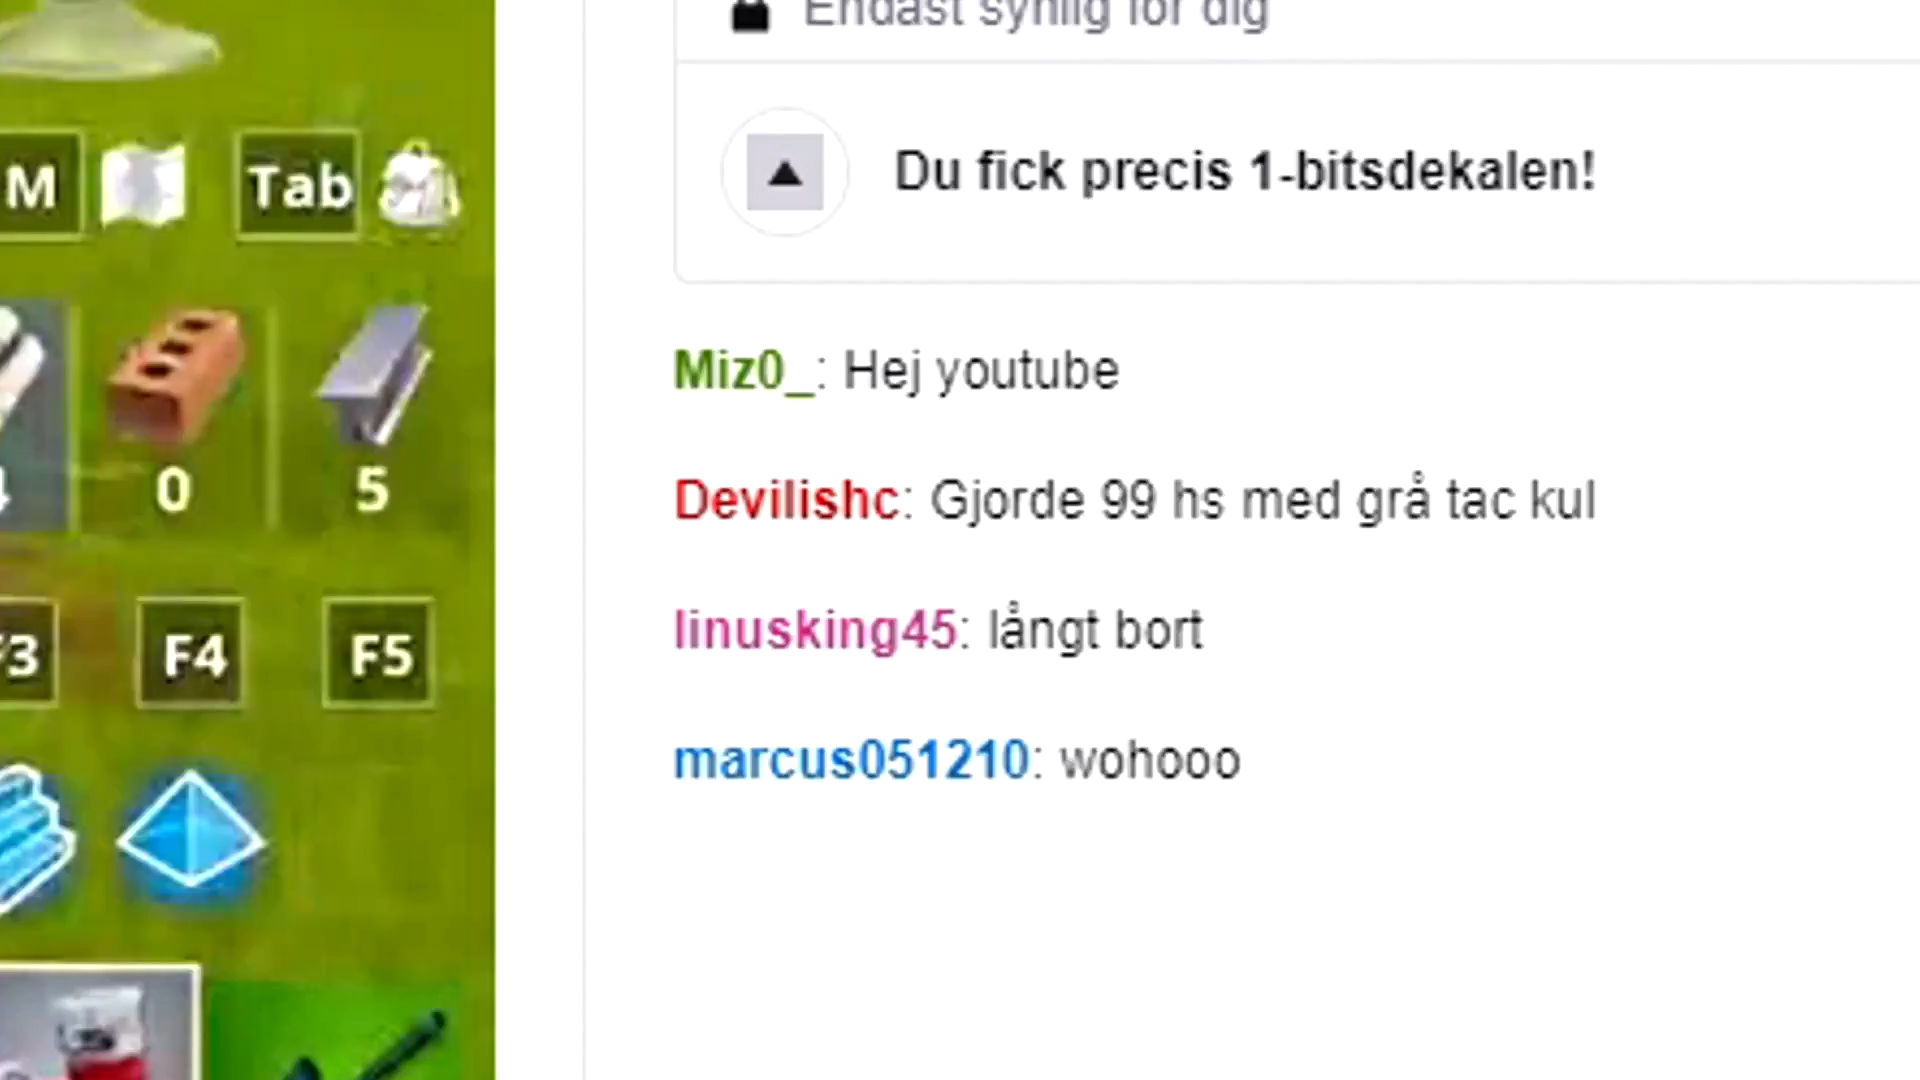 Endast synlig för dig
Du fick precis 1-bitsdekalen!
M Tab
Miz0_: Hej youtube
0 5
Devilishc: Gjorde 99 hs med grå tac kul
linusking45: långt bort
F3 F4 F5
marcus051210: wohooo